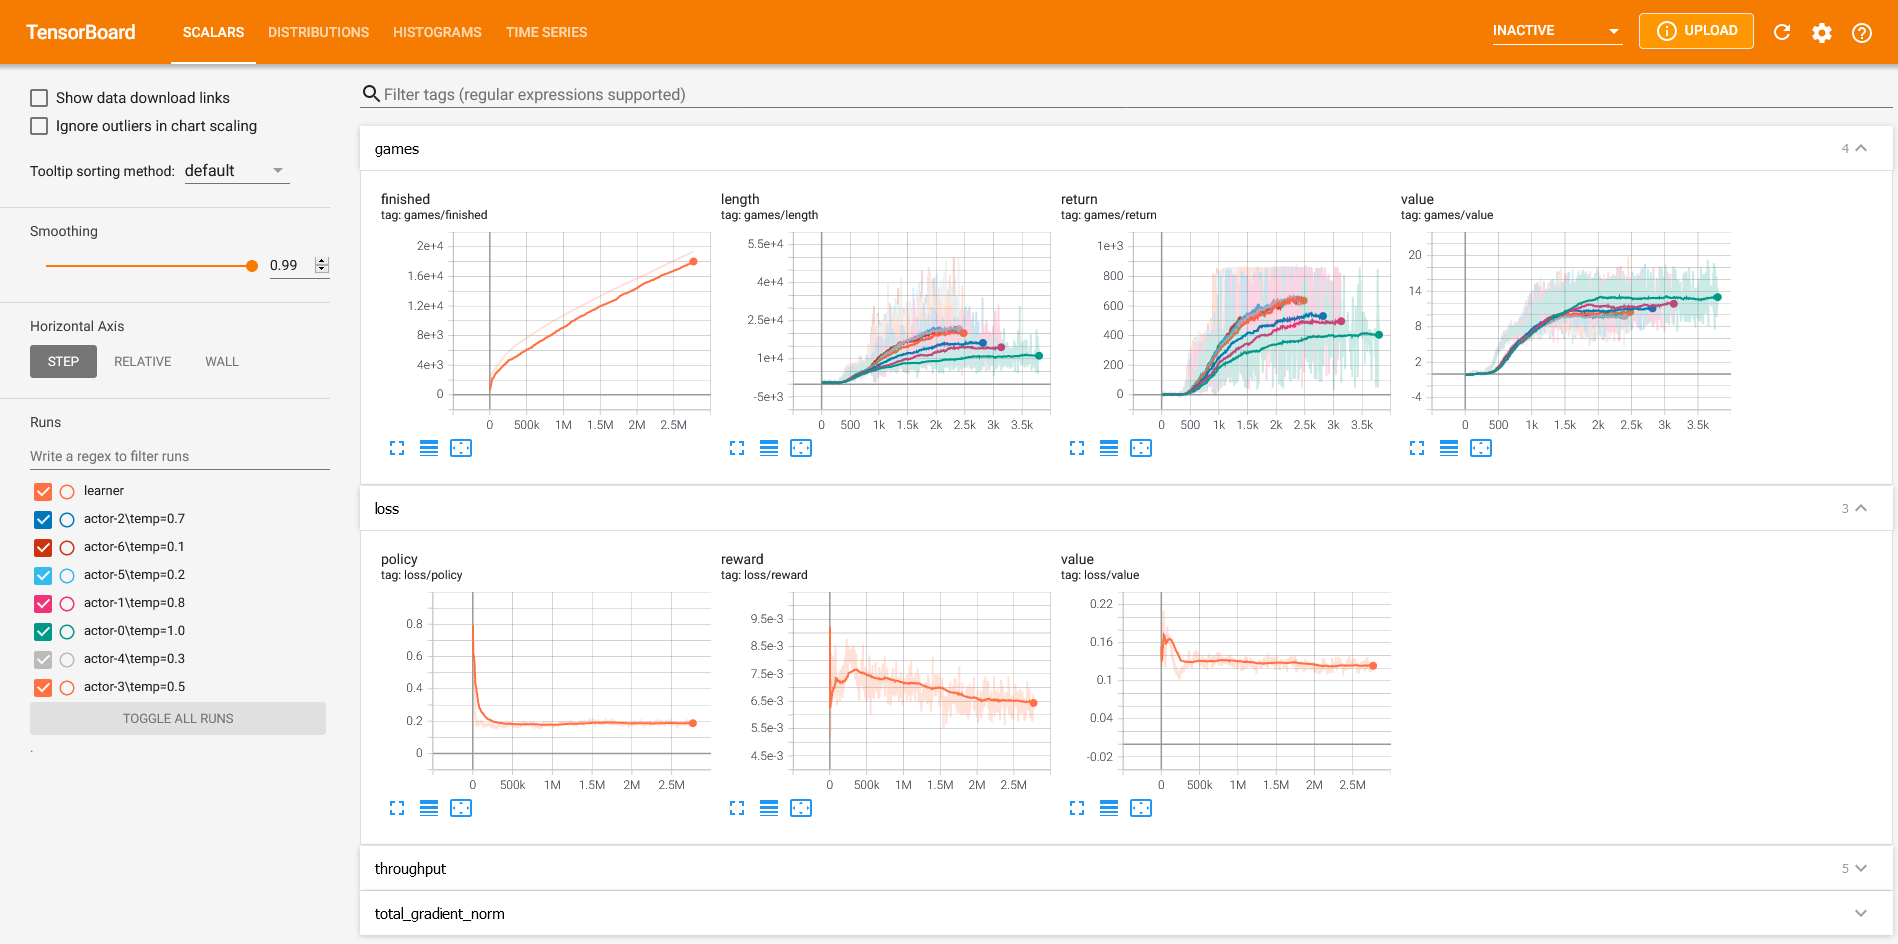 TensorBoard
SCALARS
DISTRIBUTIONS
HISTOGRAMS
TIME SERIES
INACTIVE
UPLOAD
Show data download links
Ignore outliers in chart scaling
Tooltip sorting method: default
Smoothing
0.99
Horizontal Axis
STEP
RELATIVE
WALL
Runs
Write a regex to filter runs
learner
actor-2\temp=0.7
actor-6\temp=0.1
actor-5\temp=0.2
actor-1\temp=0.8
actor-0\temp=1.0
actor-4\temp=0.3
actor-3\temp=0.5
TOGGLE ALL RUNS
.
Filter tags (regular expressions supported)
games
4
finished
tag: games/finished
2e+4
1.6e+4
1.2e+4
8e+3
4e+3
0
0 500k 1M 1.5M 2M 2.5M
length
tag: games/length
5.5e+4
4e+4
2.5e+4
1e+4
-5e+3
0 500 1k 1.5k 2k 2.5k 3k 3.5k
return
tag: games/return
1e+3
800
600
400
200
0
0 500 1k 1.5k 2k 2.5k 3k 3.5k
value
tag: games/value
20
14
8
2
-4
0 500 1k 1.5k 2k 2.5k 3k 3.5k
loss
3
policy
tag: loss/policy
0.8
0.6
0.4
0.2
0
0 500k 1M 1.5M 2M 2.5M
reward
tag: loss/reward
9.5e-3
8.5e-3
7.5e-3
6.5e-3
5.5e-3
4.5e-3
0 500k 1M 1.5M 2M 2.5M
value
tag: loss/value
0.22
0.16
0.1
0.04
-0.02
0 500k 1M 1.5M 2M 2.5M
throughput
5
total_gradient_norm